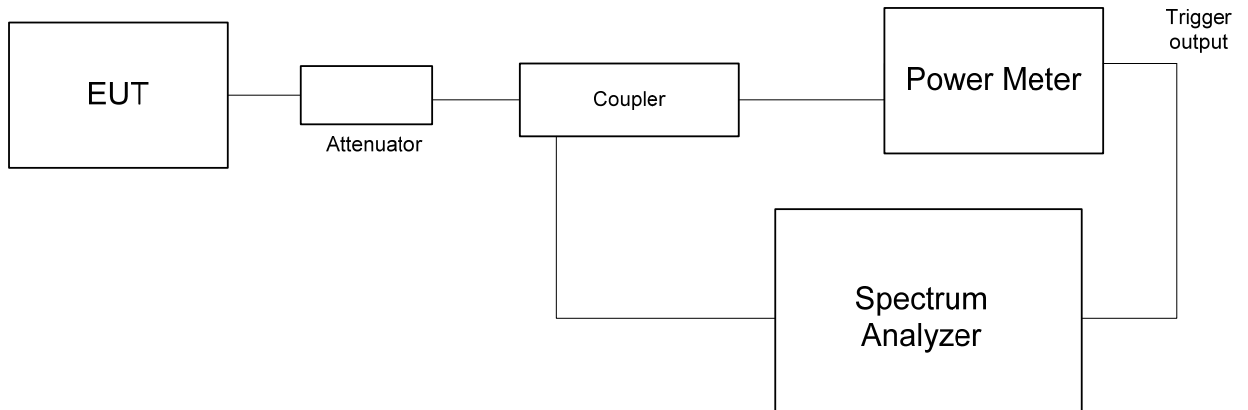 EUT
Attenuator
Coupler
Power Meter
Trigger
output
Spectrum
Analyzer